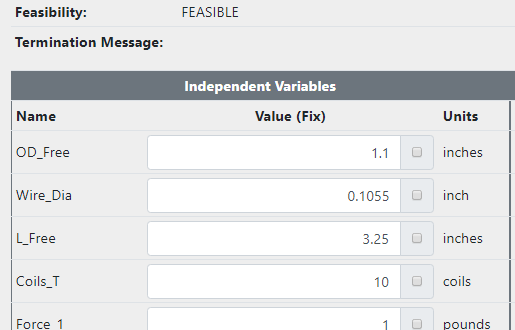 Feasibility: FEASIBLE
Termination Message:
Independent Variables
Name Value (Fix) Units
OD_Free 1.1 inches
Wire_Dia 0.1055 inch
L_Free 3.25 inches
Coils_T 10 coils
Force_1 1 pounds